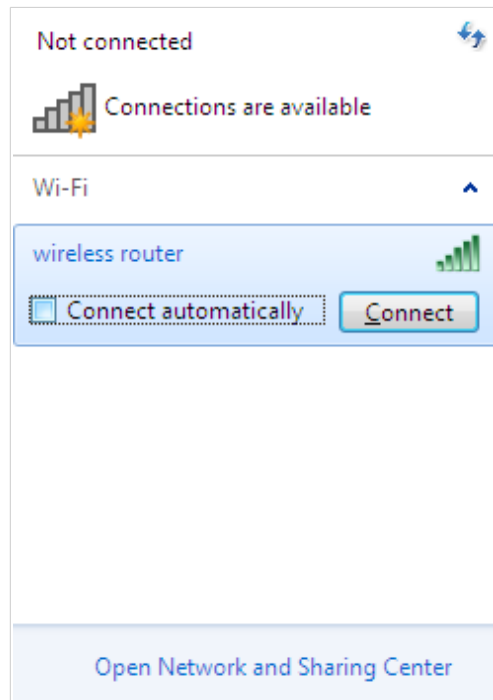 Not connected
Connections are available
Wi-Fi
wireless router
Connect automatically Connect
Open Network and Sharing Center